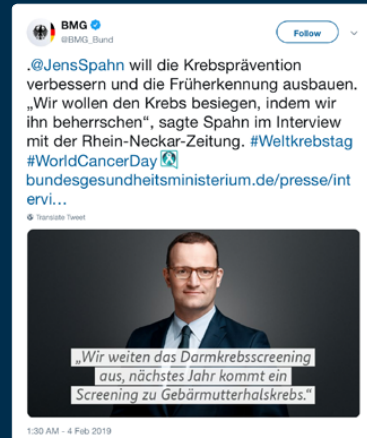 BMG
@BMG_Bund
Follow
.@JensSpahn will die Krebsprävention
verbessern und die Früherkennung ausbauen.
„Wir wollen den Krebs besiegen, indem wir
ihn beherrschen“, sagte Spahn im Interview
mit der Rhein-Neckar-Zeitung. #Weltkrebstag
#WorldCancerDay
bundesgesundheitsministerium.de/presse/int
ervi…
Translate Tweet
„Wir weiten das Darmkrebsscreening
aus, nächstes Jahr kommt ein
Screening zu Gebärmutterhalskrebs.“
1:30 AM - 4 Feb 2019